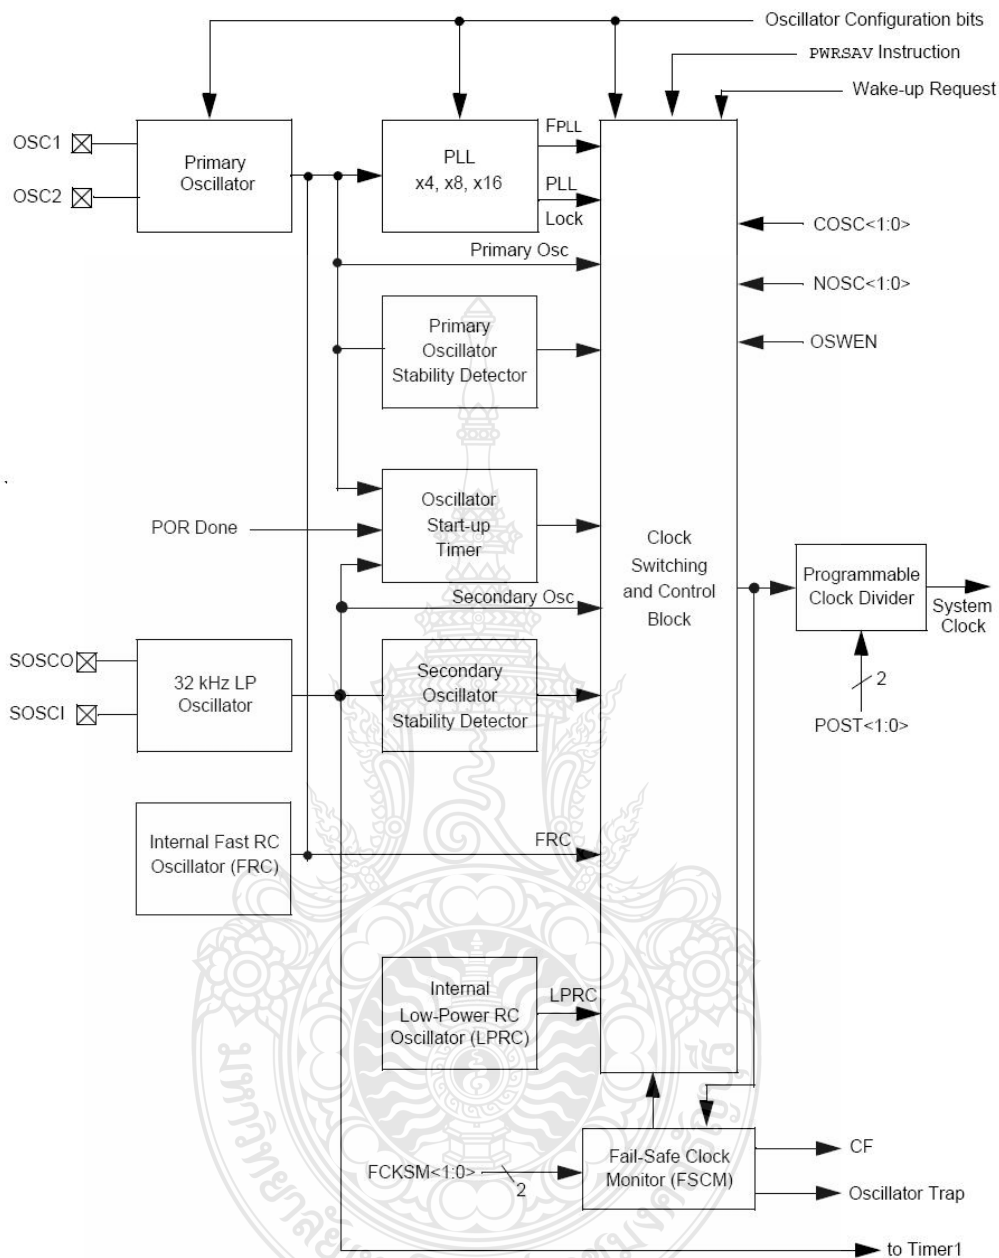 Oscillator Configuration bits
PWRSAV Instruction
Wake-up Request
OSC1
OSC2
Primary
Oscillator
PLL
x4, x8, x16
FPLL
PLL
Lock
COSC<1:0>
NOSC<1:0>
OSWEN
Primary Osc
Primary
Oscillator
Stability Detector
POR Done
Oscillator
Start-up
Timer
Clock
Switching
and Control
Block
Programmable
Clock Divider
System
Clock
2
POST<1:0>
Secondary Osc
SOSCO
SOSCI
32 kHz LP
Oscillator
Secondary
Oscillator
Stability Detector
Internal Fast RC
Oscillator (FRC)
FRC
Internal
Low-Power RC
Oscillator (LPRC)
LPRC
FCKSM<1:0>
2
Fail-Safe Clock
Monitor (FSCM)
CF
Oscillator Trap
to Timer1